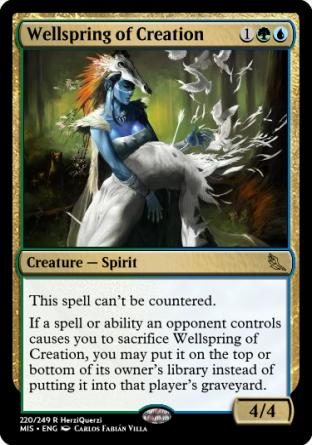 Wellspring of Creation 1
Creature — Spirit
This spell can't be countered.
If a spell or ability an opponent controls
causes you to sacrifice Wellspring of
Creation, you may put it on the top or
bottom of its owner's library instead of
putting it into that player's graveyard.
4/4
220/249 R HerziQuerzi
MIS • ENG Carlos Fabián Villa